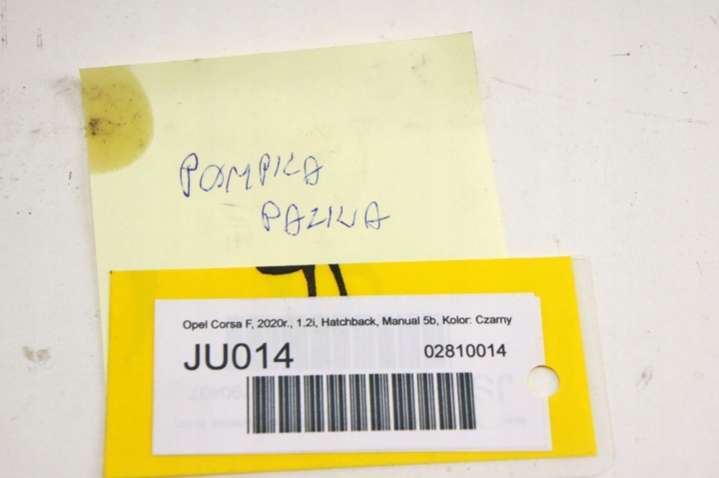 POMPKA
PALIWA
Opel Corsa F, 2020r., 1.2i, Hatchback, Manual 5b, Kolor: Czarny
JU014
02810014